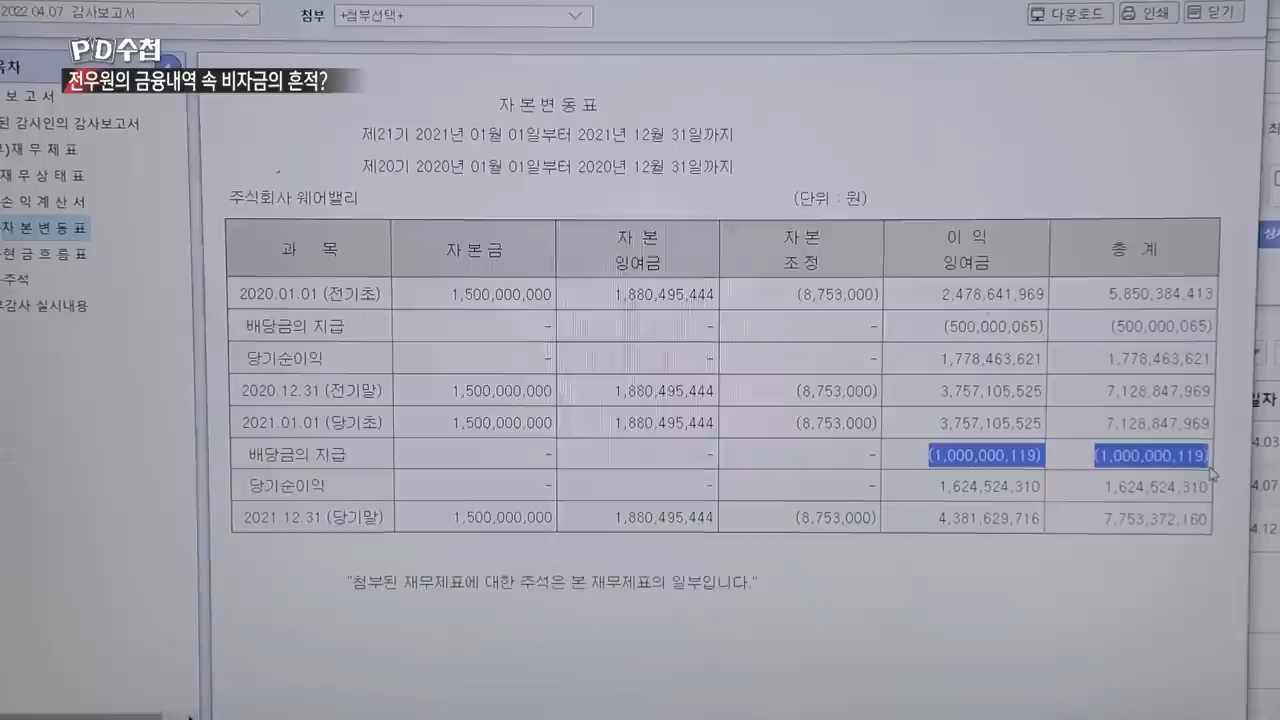 2022.04.07 감사보고서
첨부 +첨부선택+
다운로드 인쇄 닫기
PD수첩
전우원의 금융내역 속 비자금의 흔적?
보 고 서
된 감사인의 감사보고서
)재 무 제 표
재 무 상 태 표
손 익 계 산 서
자 본 변 동 표
현 금 흐 름 표
주석
감사 실시내용
자 본 변 동 표
제21기 2021년 01월 01일부터 2021년 12월 31일까지
제20기 2020년 01월 01일부터 2020년 12월 31일까지
주식회사 웨어밸리 (단위 : 원)
과 목 자 본 금 자 본 잉여금 자 본 조 정 이 익 잉여금 총 계
2020.01.01 (전기초) 1,500,000,000 1,880,495,444 (8,753,000) 2,478,641,969 5,850,384,413
배당금의 지급 - - - (500,000,065) (500,000,065)
당기순이익 - - - 1,778,463,621 1,778,463,621
2020.12.31 (전기말) 1,500,000,000 1,880,495,444 (8,753,000) 3,757,105,525 7,128,847,969
2021.01.01 (당기초) 1,500,000,000 1,880,495,444 (8,753,000) 3,757,105,525 7,128,847,969
배당금의 지급 - - - (1,000,000,119) (1,000,000,119)
당기순이익 - - - 1,624,524,310 1,624,524,310
2021 12.31 (당기말) 1,500,000,000 1,880,495,444 (8,753,000) 4,381,629,716 7,753,372,160
"첨부된 재무제표에 대한 주석은 본 재무제표의 일부입니다."
일자
4.03
4.07
4.12